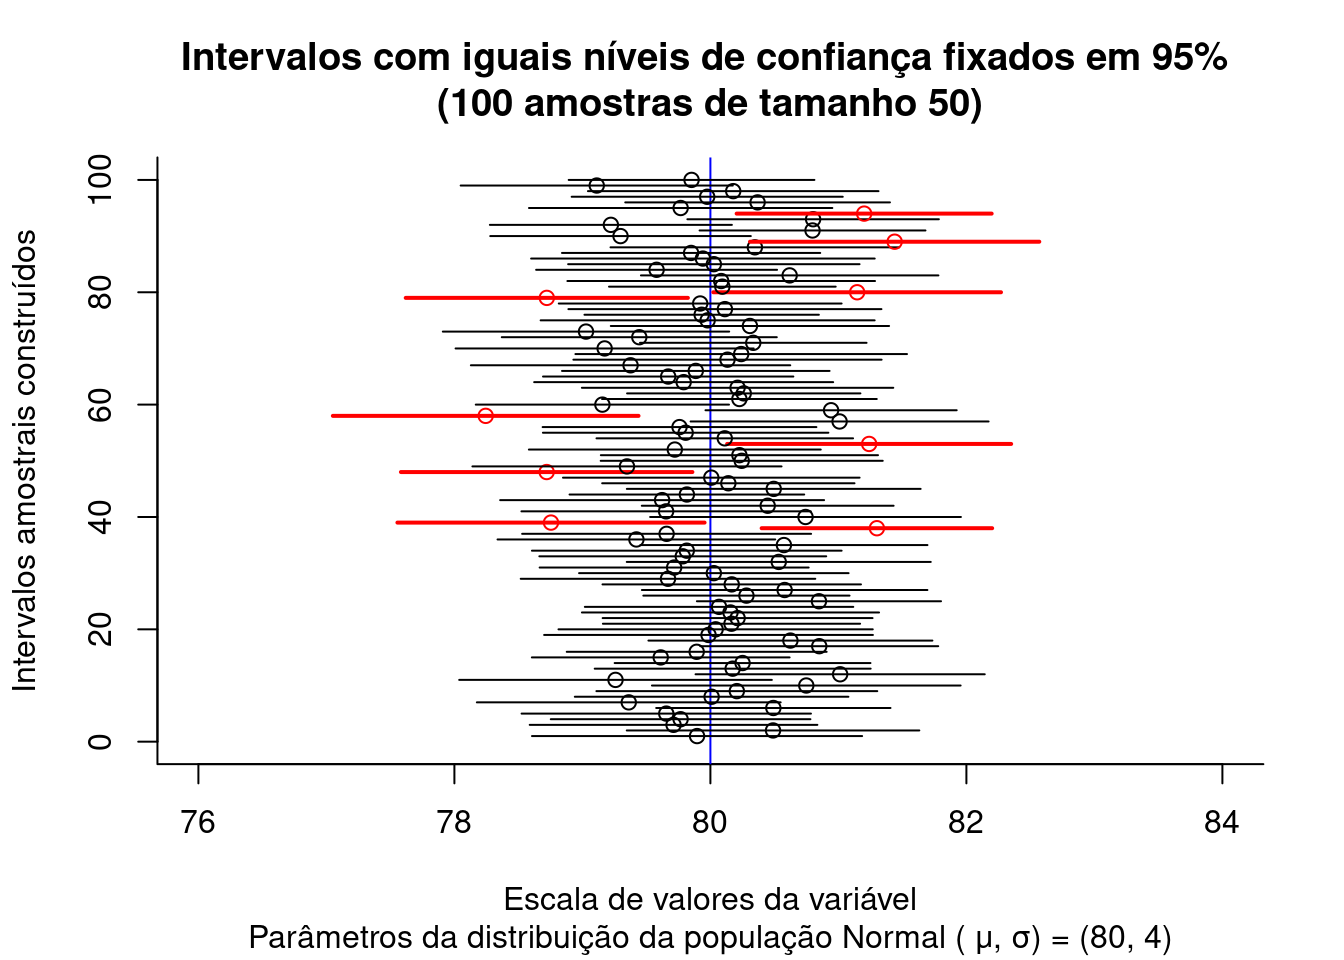 Intervalos com iguais níveis de confiança fixados em 95%
(100 amostras de tamanho 50)
Intervalos amostrais construídos
100
80
60
40
20
0
76 78 80 82 84
Escala de valores da variável
Parâmetros da distribuição da população Normal ( μ, σ) = (80, 4)